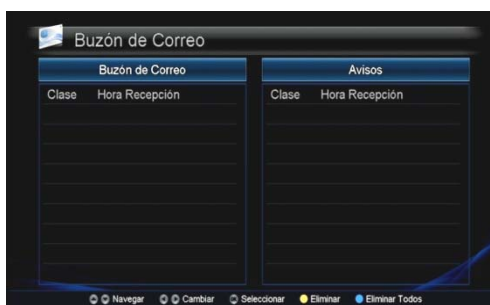 Buzón de Correo
Buzón de Correo Avisos
Clase Hora Recepción Clase Hora Recepción
Navegar Cambiar Seleccionar Eliminar Eliminar Todos